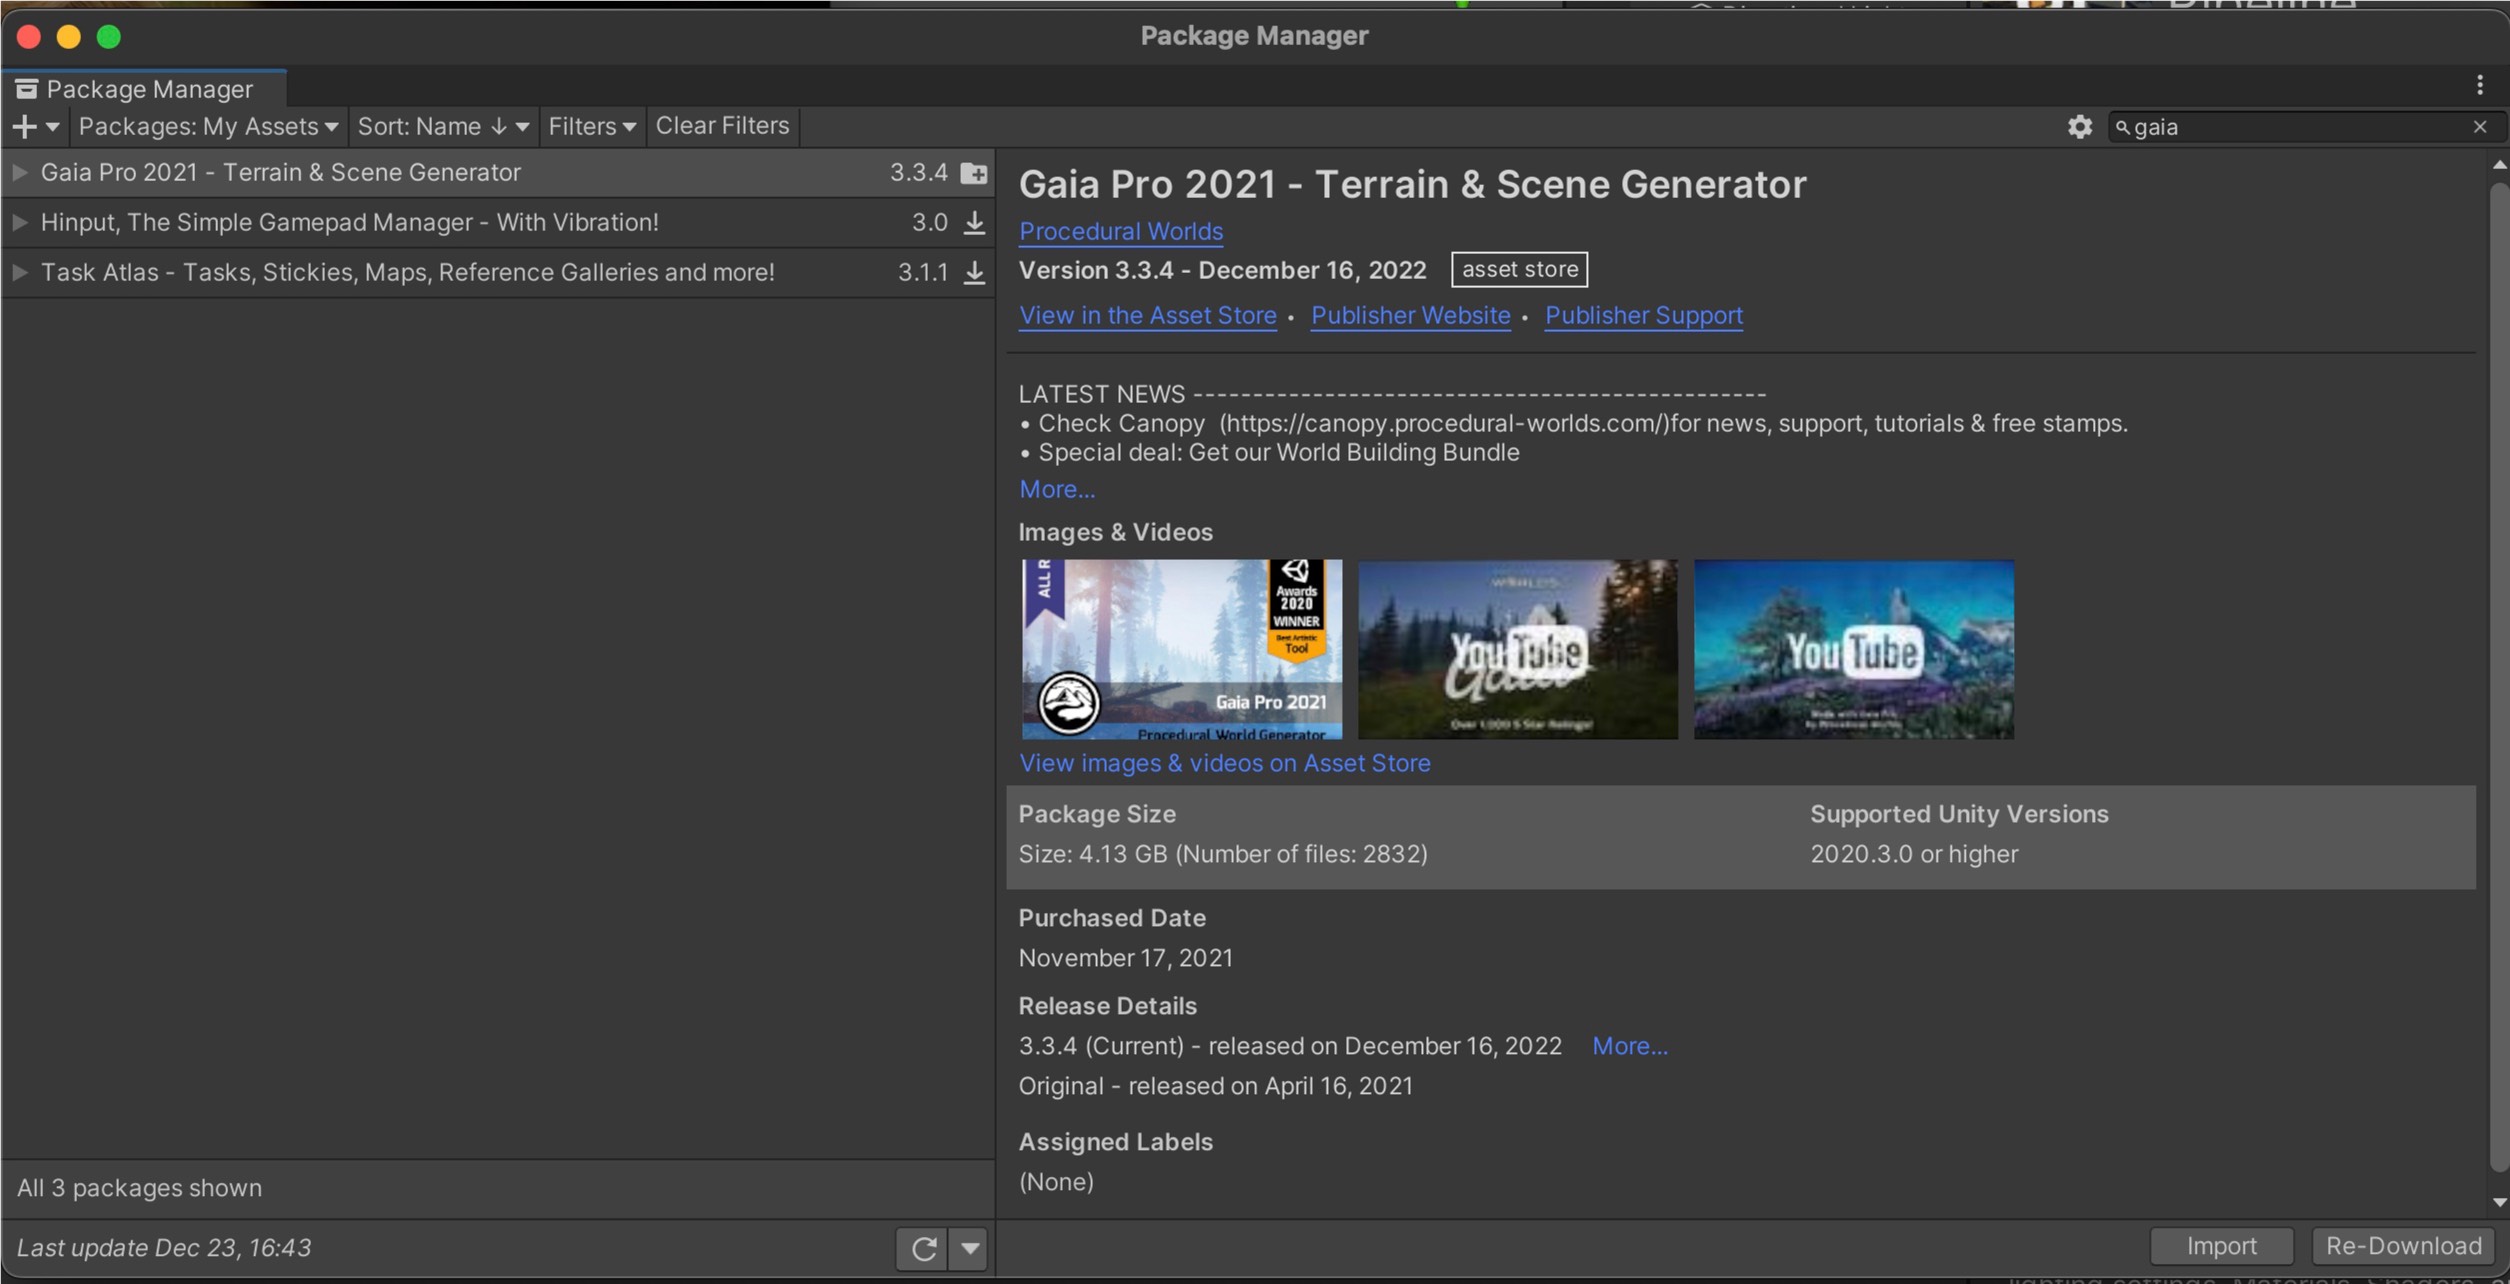 Package Manager
Package Manager
Packages: My Assets
Sort: Name ↓
Filters
Clear Filters
gaia
Gaia Pro 2021 - Terrain & Scene Generator 3.3.4
Hinput, The Simple Gamepad Manager - With Vibration! 3.0
Task Atlas - Tasks, Stickies, Maps, Reference Galleries and more! 3.1.1
All 3 packages shown
Last update Dec 23, 16:43
Gaia Pro 2021 - Terrain & Scene Generator
Procedural Worlds
Version 3.3.4 - December 16, 2022 asset store
View in the Asset Store • Publisher Website • Publisher Support
LATEST NEWS ------------------------------------------------
• Check Canopy  (https://canopy.procedural-worlds.com/)for news, support, tutorials & free stamps.
• Special deal: Get our World Building Bundle
More...
Images & Videos
ALL R
Awards
2020
WINNER
Best Artistic
Tool
Gaia Pro 2021
Procedural World Generator
YouTube
Gaia
Over 1,000 5 Star Ratings!
YouTube
View images & videos on Asset Store
Package Size
Size: 4.13 GB (Number of files: 2832)
Supported Unity Versions
2020.3.0 or higher
Purchased Date
November 17, 2021
Release Details
3.3.4 (Current) - released on December 16, 2022 More...
Original - released on April 16, 2021
Assigned Labels
(None)
Import
Re-Download